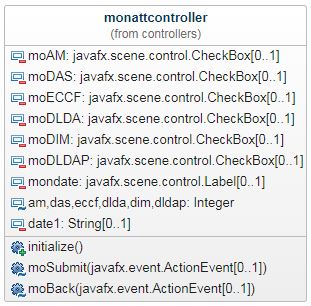 monattcontroller
(from controllers)
moAM: javafx.scene.control.CheckBox[0..1]
moDAS: javafx.scene.control.CheckBox[0..1]
moECCF: javafx.scene.control.CheckBox[0..1]
moDLDA: javafx.scene.control.CheckBox[0..1]
moDIM: javafx.scene.control.CheckBox[0..1]
moDLDAP: javafx.scene.control.CheckBox[0..1]
mondate: javafx.scene.control.Label[0..1]
am,das,eccf,dlda,dim,dldap: Integer
date1: String[0..1]
initialize()
moSubmit(javafx.event.ActionEvent[0..1])
moBack(javafx.event.ActionEvent[0..1])